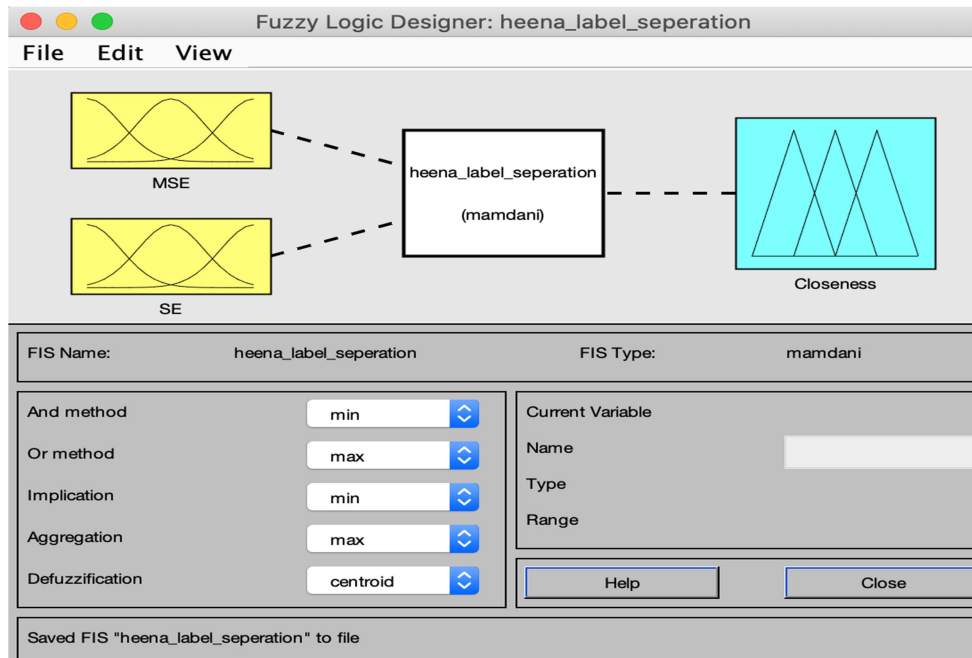 Fuzzy Logic Designer: heena_label_seperation
File Edit View
MSE
SE
heena_label_seperation
(mamdani)
Closeness
FIS Name: heena_label_seperation FIS Type: mamdani
And method min
Or method max
Implication min
Aggregation max
Defuzzification centroid
Current Variable
Name
Type
Range
Help Close
Saved FIS "heena_label_seperation" to file